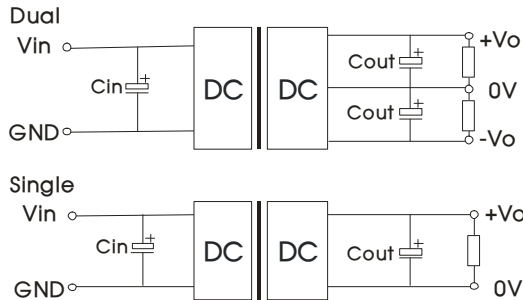 Dual
Vin
Cin
+
DC
DC
Cout
+
Cout
+
+Vo
0V
-Vo
GND
Single
Vin
Cin
+
DC
DC
Cout
+
+Vo
0V
GND